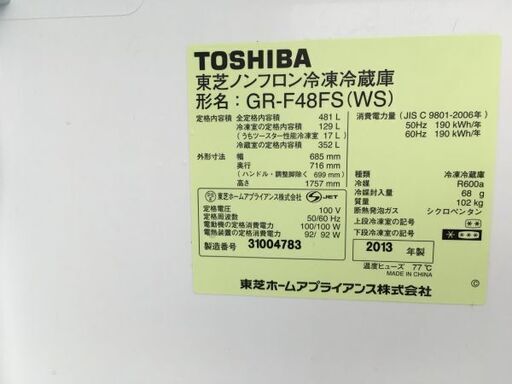 TOSHIBA
東芝ノンフロン冷凍冷蔵庫
形名：GR-F48FS(WS)
定格内容積 全定格内容積 481 L
冷凍室の定格内容積 129 L
(うちツースター性能冷凍室 17 L)
冷蔵室の定格内容積 352 L
外形寸法 幅 685 mm
奥行 716 mm
(ハンドル・調整脚除く 699 mm)
高さ 1757 mm
東芝ホームアプライアンス株式会社 S JET
定格電圧 100 V
定格周波数 50/60 Hz
電動機の定格消費電力 100/100 W
電熱装置の定格消費電力 92/ 92 W
製造番号 31004783
消費電力量 (JIS C 9801-2006年)
50Hz 190 kWh/年
60Hz 190 kWh/年
種類 冷凍冷蔵庫
冷媒 R600a
冷媒封入量 68 g
質量 102 kg
断熱発泡ガス シクロペンタン
上段冷凍室の記号
下段冷凍室の記号
2013 年製
温度ヒューズ 77℃
MADE IN CHINA
東芝ホームアプライアンス株式会社